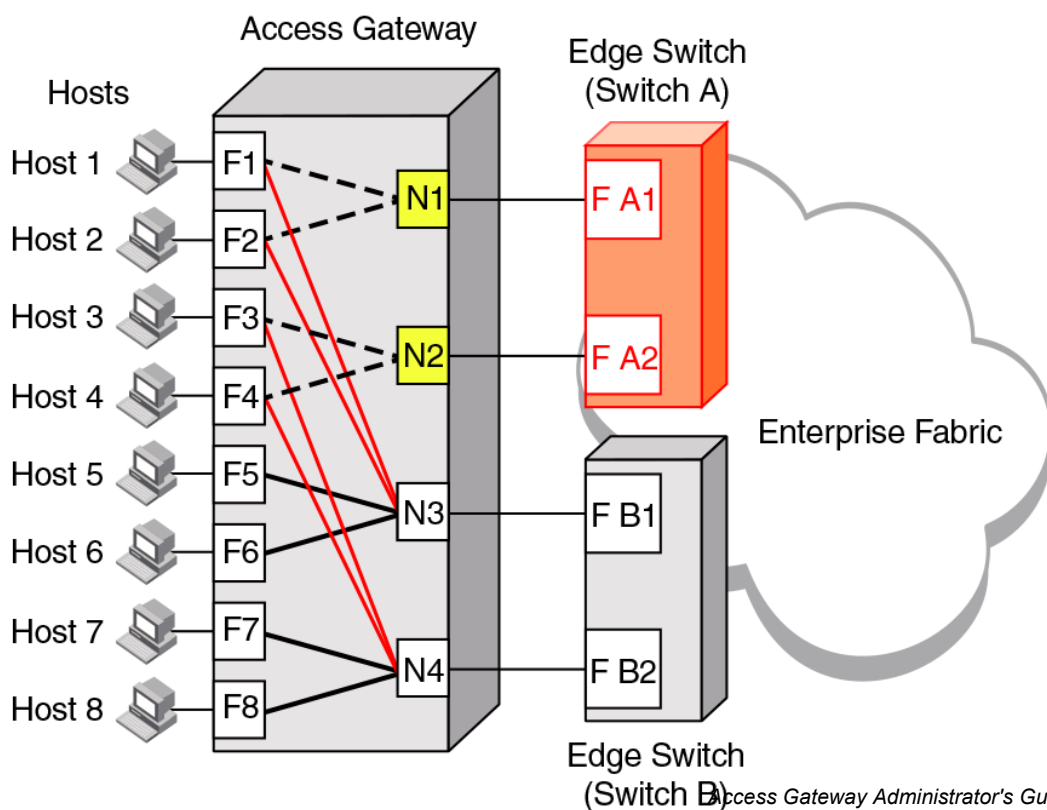 Access Gateway
Edge Switch
(Switch A)
Hosts
Host 1
F1
N1
F A1
Host 2
F2
Host 3
F3
N2
F A2
Host 4
F4
Enterprise Fabric
Host 5
F5
N3
F B1
Host 6
F6
Host 7
F7
N4
F B2
Host 8
F8
Edge Switch
(Switch B)
Access Gateway Administrator's Gu